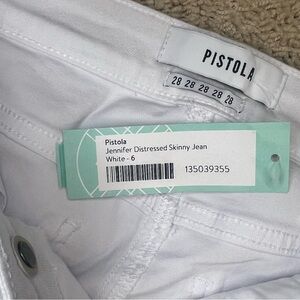 PISTOLA
28 28 28 28 28
Pistola
Jennifer Distressed Skinny Jean
White - 6
135039355